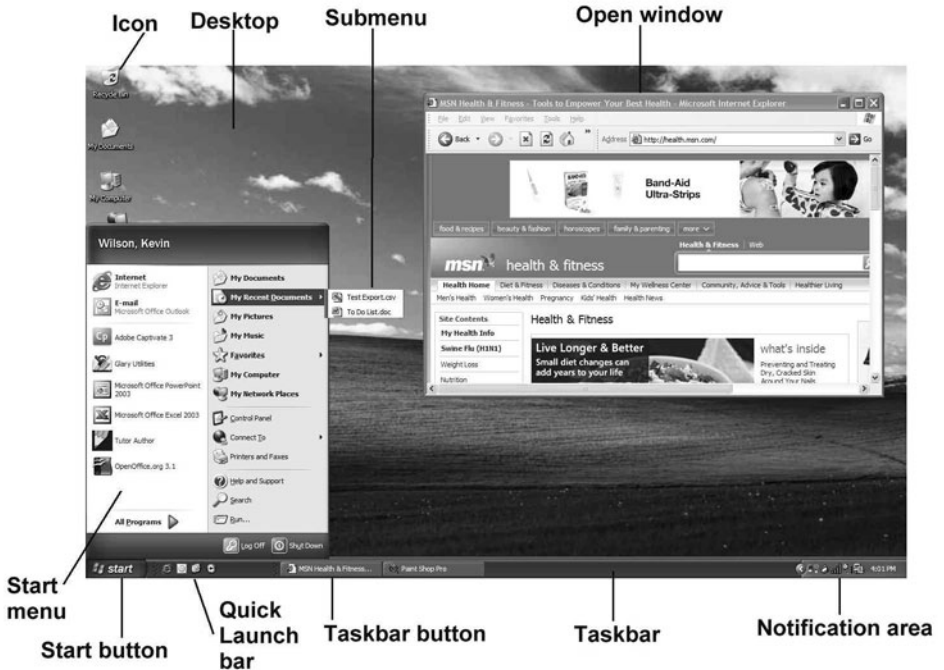 Icon
Desktop
Submenu
Open window
Recycle Bin
My Documents
My Computer
MSN Health & Fitness - Tools to Empower Your Best Health - Microsoft Internet Explorer
File Edit View Favorites Tools Help
Back Address http://health.msn.com/ Go
Band-Aid
Ultra-Strips
food & recipes beauty & fashion horoscopes family & parenting more
Health & Fitness Web
msn health & fitness
Health Home Diet & Fitness Diseases & Conditions My Wellness Center Community, Advice & Tools Healthier Living
Men's Health Women's Health Pregnancy Kids' Health Health News
Site Contents
My Health Info
Swine Flu (H1N1)
Weight Loss
Nutrition
Health & Fitness
Live Longer & Better
Small diet changes can
add years to your life
what's inside
Preventing and Treating
Dry, Cracked Skin
Around Your Nails
Wilson, Kevin
Internet
Internet Explorer
E-mail
Microsoft Office Outlook
Cp Adobe Captivate 3
Glary Utilities
Microsoft Office PowerPoint
2003
Microsoft Office Excel 2003
Tutor Author
OpenOffice.org 3.1
All Programs
My Documents
My Recent Documents
My Pictures
My Music
Favorites
My Computer
My Network Places
Control Panel
Connect To
Printers and Faxes
Help and Support
Search
Run...
Test Export.csv
To Do List.doc
Log Off Shut Down
start
MSN Health & Fitness...
Paint Shop Pro
4:01 PM
Start
menu
Start button
Quick
Launch
bar
Taskbar button
Taskbar
Notification area